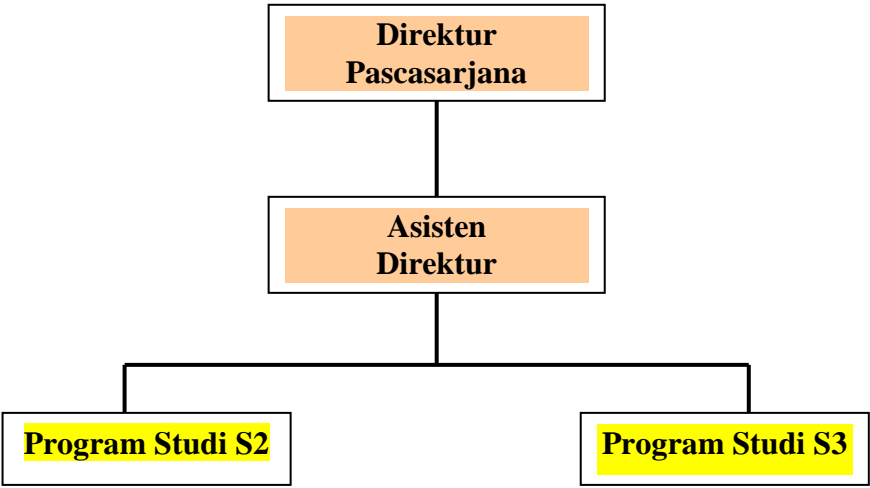 Direktur
Pascasarjana
Asisten
Direktur
Program Studi S2
Program Studi S3